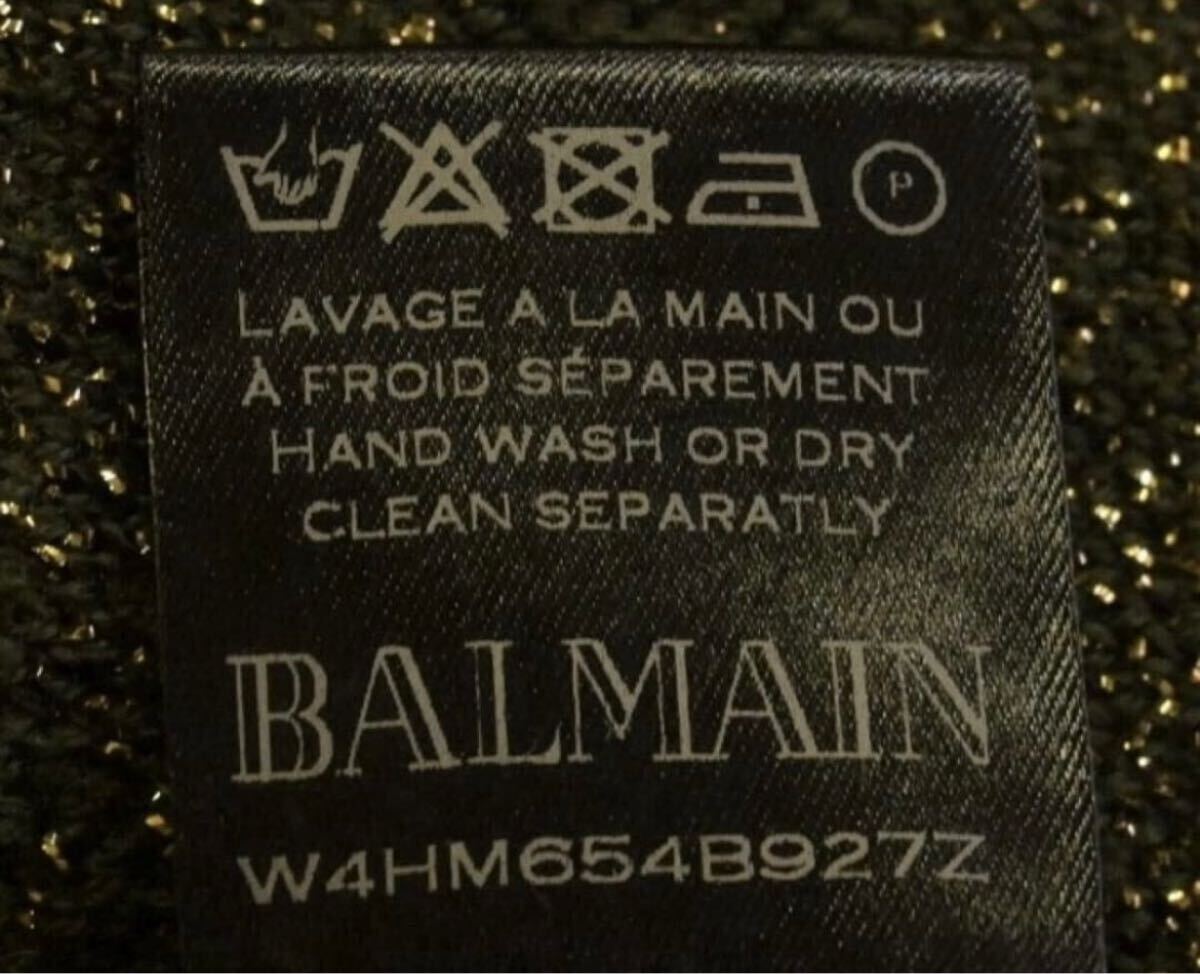 P
LAVAGE A LA MAIN OU
À FROID SÉPAREMENT
HAND WASH OR DRY
CLEAN SEPARATLY
BALMAIN
W4HM654B927Z